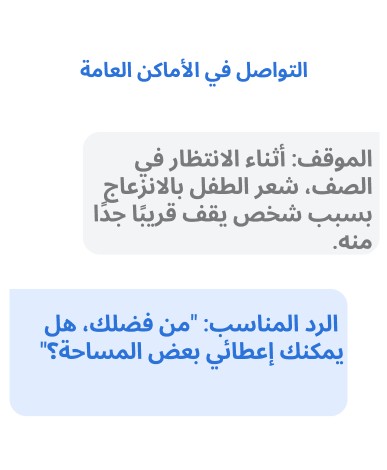 التواصل في الأماكن العامة
الموقف: أثناء الانتظار في
الصف، شعر الطفل بالانزعاج
بسبب شخص يقف قريبًا جدًا
منه.
الرد المناسب: "من فضلك، هل
يمكنك إعطائي بعض المساحة؟"